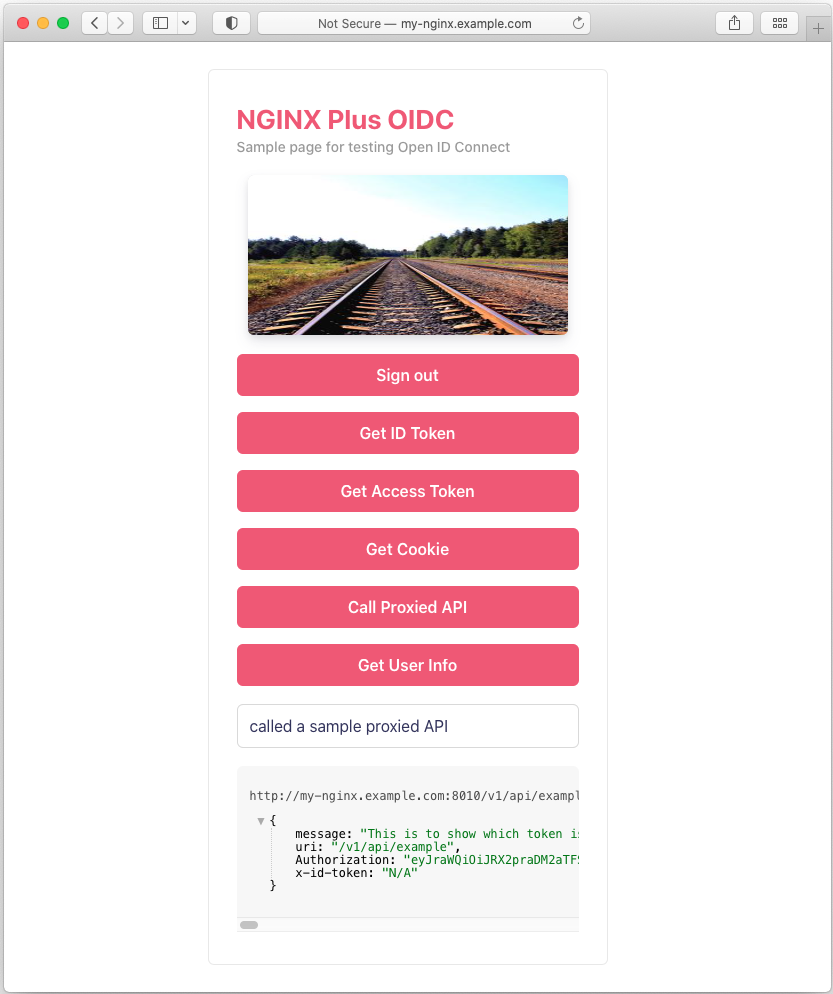 Not Secure — my-nginx.example.com
NGINX Plus OIDC
Sample page for testing Open ID Connect
Sign out
Get ID Token
Get Access Token
Get Cookie
Call Proxied API
Get User Info
called a sample proxied API
http://my-nginx.example.com:8010/v1/api/exampl
{
message: "This is to show which token is
uri: "/v1/api/example",
Authorization: "eyJraWQiOiJRX2praDM2aTFS
x-id-token: "N/A"
}